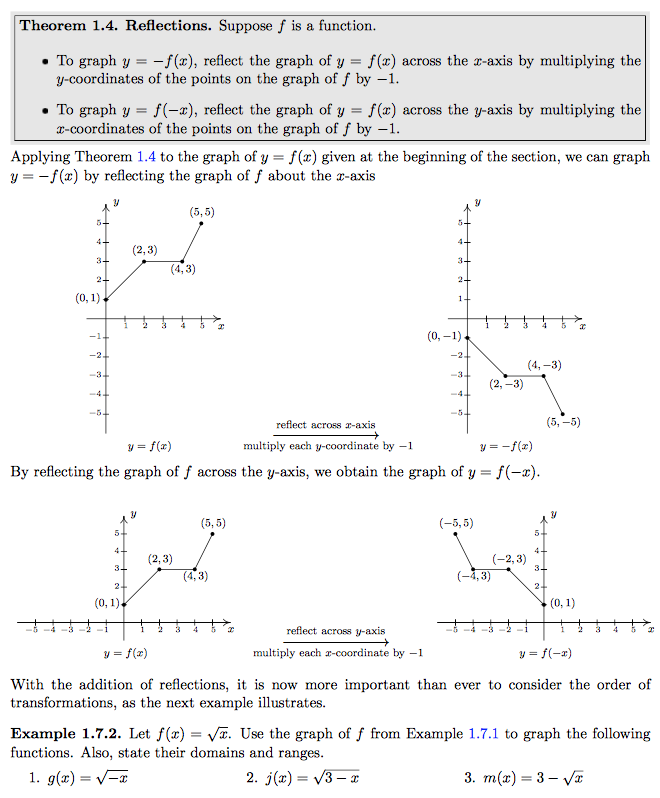 Theorem 1.4. Reflections. Suppose f is a function.
• To graph y = −f(x), reflect the graph of y = f(x) across the x-axis by multiplying the
y-coordinates of the points on the graph of f by −1.
• To graph y = f(−x), reflect the graph of y = f(x) across the y-axis by multiplying the
x-coordinates of the points on the graph of f by −1.
Applying Theorem 1.4 to the graph of y = f(x) given at the beginning of the section, we can graph
y = −f(x) by reflecting the graph of f about the x-axis
y
(5, 5)
5
4
(2, 3)
3
(4, 3)
2
(0, 1)
1 2 3 4 5 x
−1
−2
−3
−4
−5
y = f(x)
reflect across x-axis
multiply each y-coordinate by −1
y
5
4
3
2
1
1 2 3 4 5 x
(0, −1)
−2
(4, −3)
−3
(2, −3)
−4
−5
(5, −5)
y = −f(x)
By reflecting the graph of f across the y-axis, we obtain the graph of y = f(−x).
y
(5, 5)
5
4
(2, 3)
3
(4, 3)
2
(0, 1)
−5 −4 −3 −2 −1 1 2 3 4 5 x
y = f(x)
reflect across y-axis
multiply each x-coordinate by −1
y
(−5, 5)
5
4
(−2, 3)
3
(−4, 3)
2
(0, 1)
−5 −4 −3 −2 −1 1 2 3 4 5 x
y = f(−x)
With the addition of reflections, it is now more important than ever to consider the order of
transformations, as the next example illustrates.
Example 1.7.2. Let f(x) = √x. Use the graph of f from Example 1.7.1 to graph the following
functions. Also, state their domains and ranges.
1. g(x) = √−x 2. j(x) = √3 − x 3. m(x) = 3 − √x